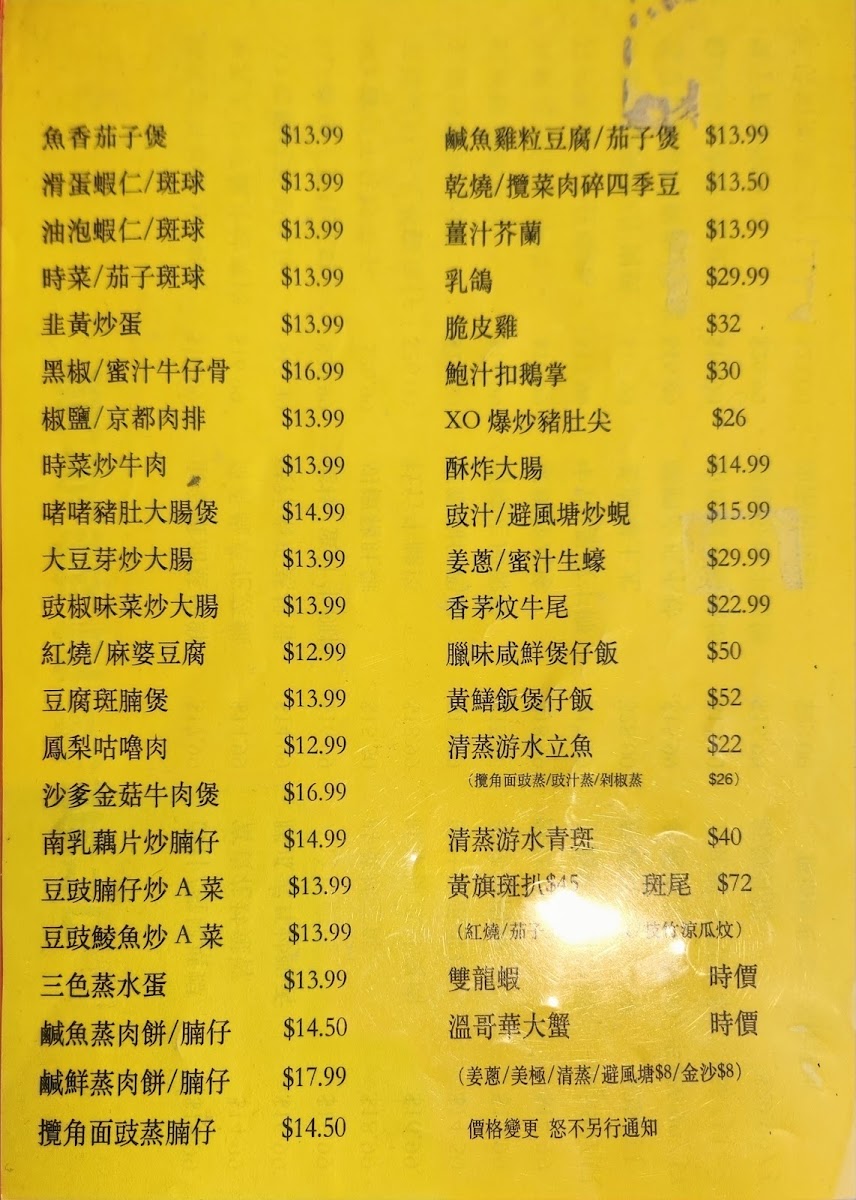 魚香茄子煲 $13.99
滑蛋蝦仁/斑球 $13.99
油泡蝦仁/斑球 $13.99
時菜/茄子斑球 $13.99
韭黃炒蛋 $13.99
黑椒/蜜汁牛仔骨 $16.99
椒鹽/京都肉排 $13.99
時菜炒牛肉 $13.99
啫啫豬肚大腸煲 $14.99
大豆芽炒大腸 $13.99
豉椒味菜炒大腸 $13.99
紅燒/麻婆豆腐 $12.99
豆腐斑腩煲 $13.99
鳳梨咕嚕肉 $12.99
沙爹金菇牛肉煲 $16.99
南乳藕片炒腩仔 $14.99
豆豉腩仔炒 A 菜 $13.99
豆豉鯪魚炒 A 菜 $13.99
三色蒸水蛋 $13.99
鹹魚蒸肉餅/腩仔 $14.50
鹹鮮蒸肉餅/腩仔 $17.99
攬角面豉蒸腩仔 $14.50
鹹魚雞粒豆腐/茄子煲 $13.99
乾燒/攬菜肉碎四季豆 $13.50
薑汁芥蘭 $13.99
乳鴿 $29.99
脆皮雞 $32
鮑汁扣鵝掌 $30
XO 爆炒豬肚尖 $26
酥炸大腸 $14.99
豉汁/避風塘炒蜆 $15.99
姜蔥/蜜汁生蠔 $29.99
香茅炆牛尾 $22.99
臘味咸鮮煲仔飯 $50
黃鱔飯煲仔飯 $52
清蒸游水立魚 $22
（攬角面豉蒸/豉汁蒸/剁椒蒸 $26）
清蒸游水青斑 $40
黃旗斑扒$45 斑尾 $72
（紅燒/茄子 竹涼瓜炆）
雙龍蝦 時價
溫哥華大蟹 時價
（姜蔥/美極/清蒸/避風塘$8/金沙$8）
價格變更 怒不另行通知